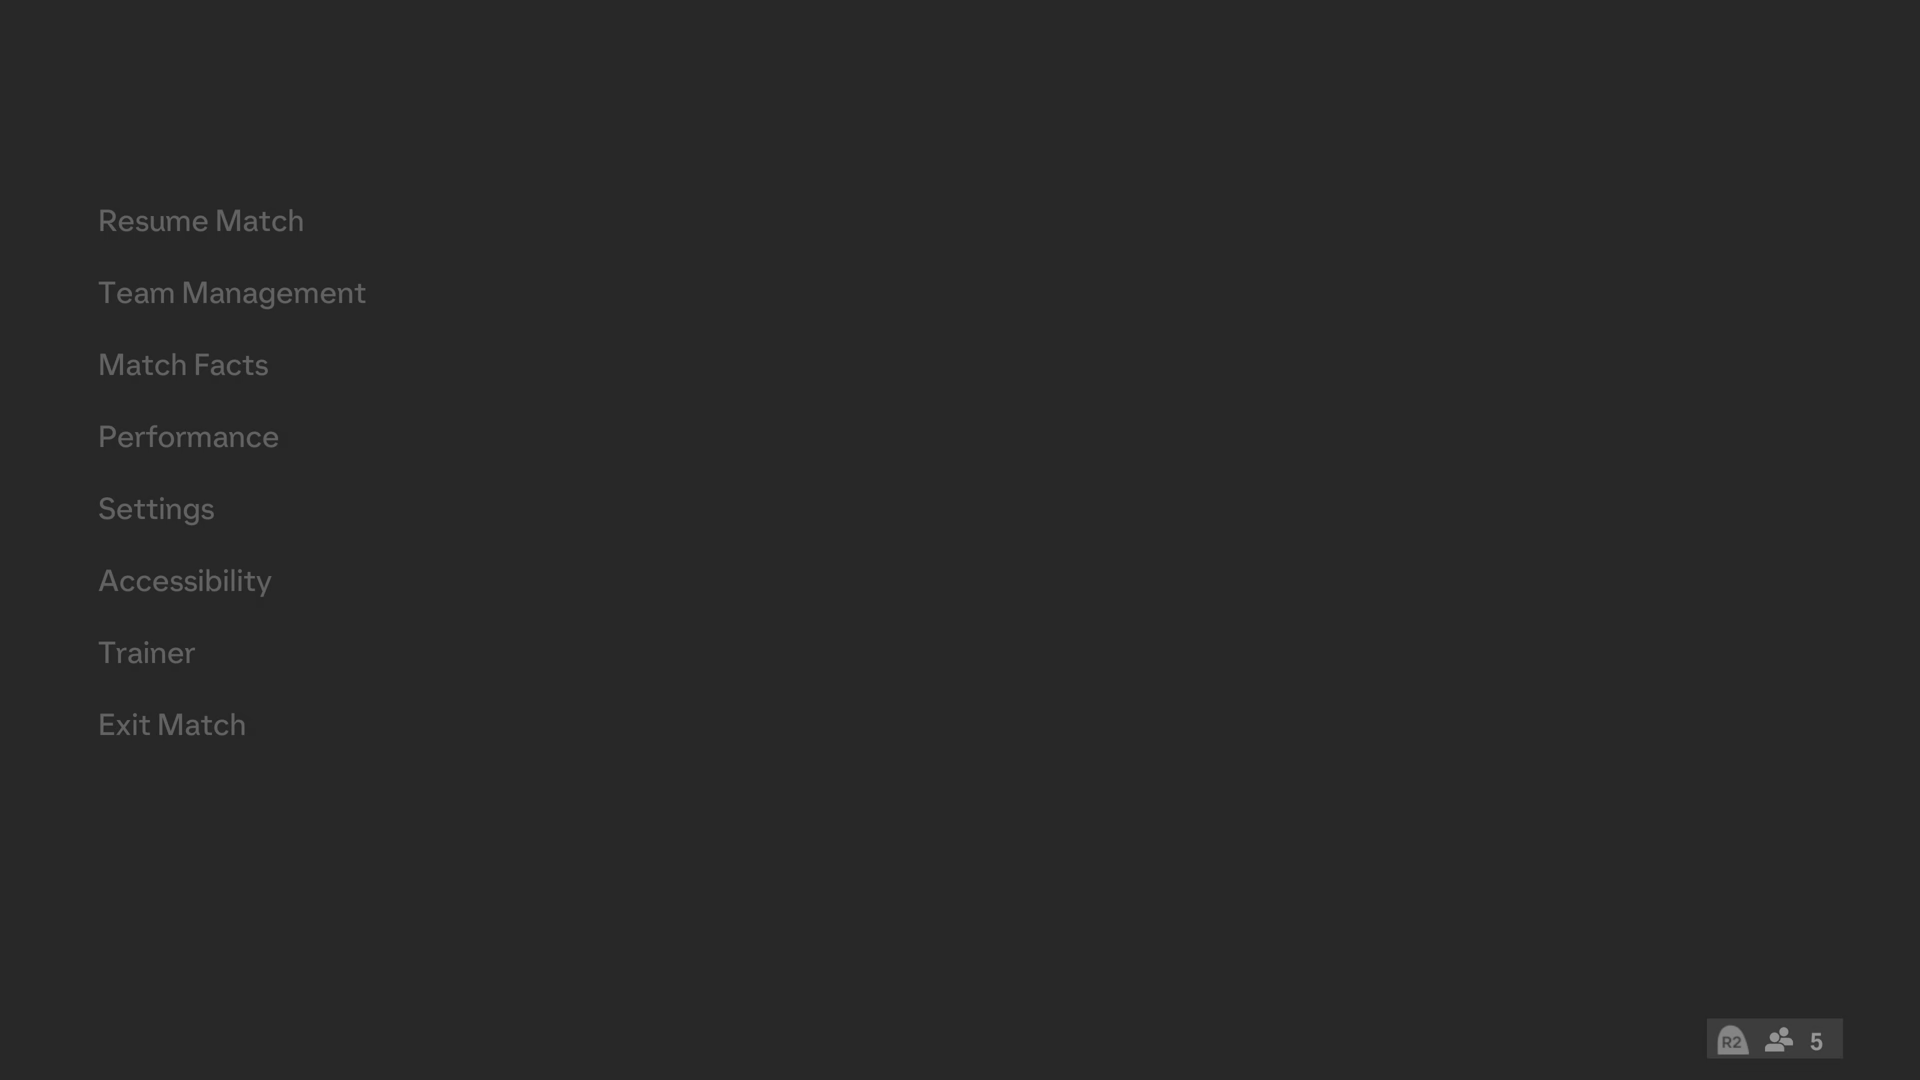 Resume Match
Team Management
Match Facts
Performance
Settings
Accessibility
Trainer
Exit Match
R2 5